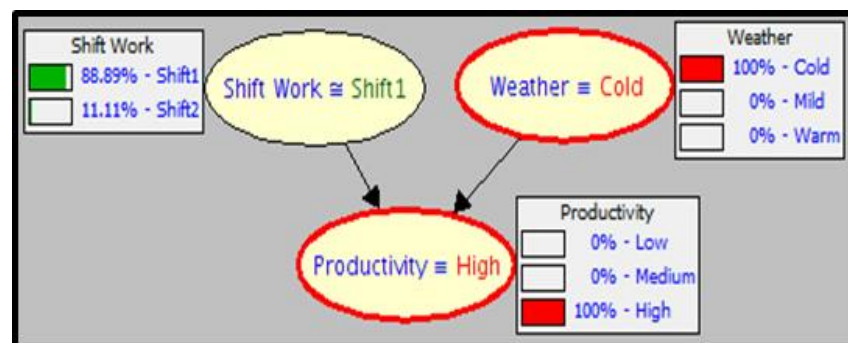 Shift Work
88.89% - Shift1
11.11% - Shift2
Shift Work ≅ Shift1
Weather ≡ Cold
Weather
100% - Cold
0% - Mild
0% - Warm
Productivity ≡ High
Productivity
0% - Low
0% - Medium
100% - High